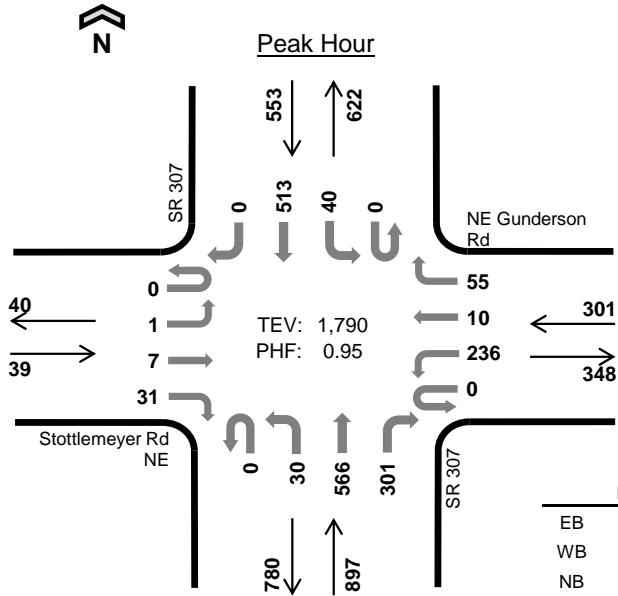 N
Peak Hour
553
622
SR 307
0
513
40
0
NE Gunderson
Rd
0
1
7
31
40
39
TEV: 1,790
PHF: 0.95
55
10
236
0
301
348
Stottlemeyer Rd
NE
0
30
566
301
SR 307
780
897
EB
WB
NB